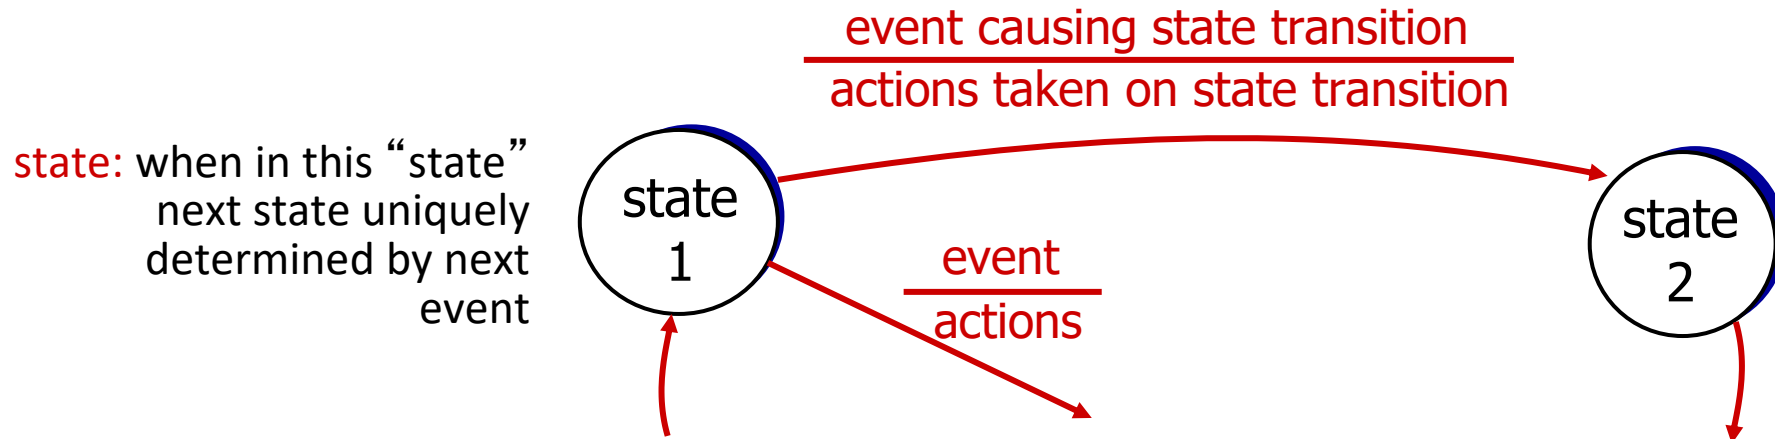 event causing state transition
actions taken on state transition
state: when in this “state”
next state uniquely
determined by next
event
state
1
event
actions
state
2